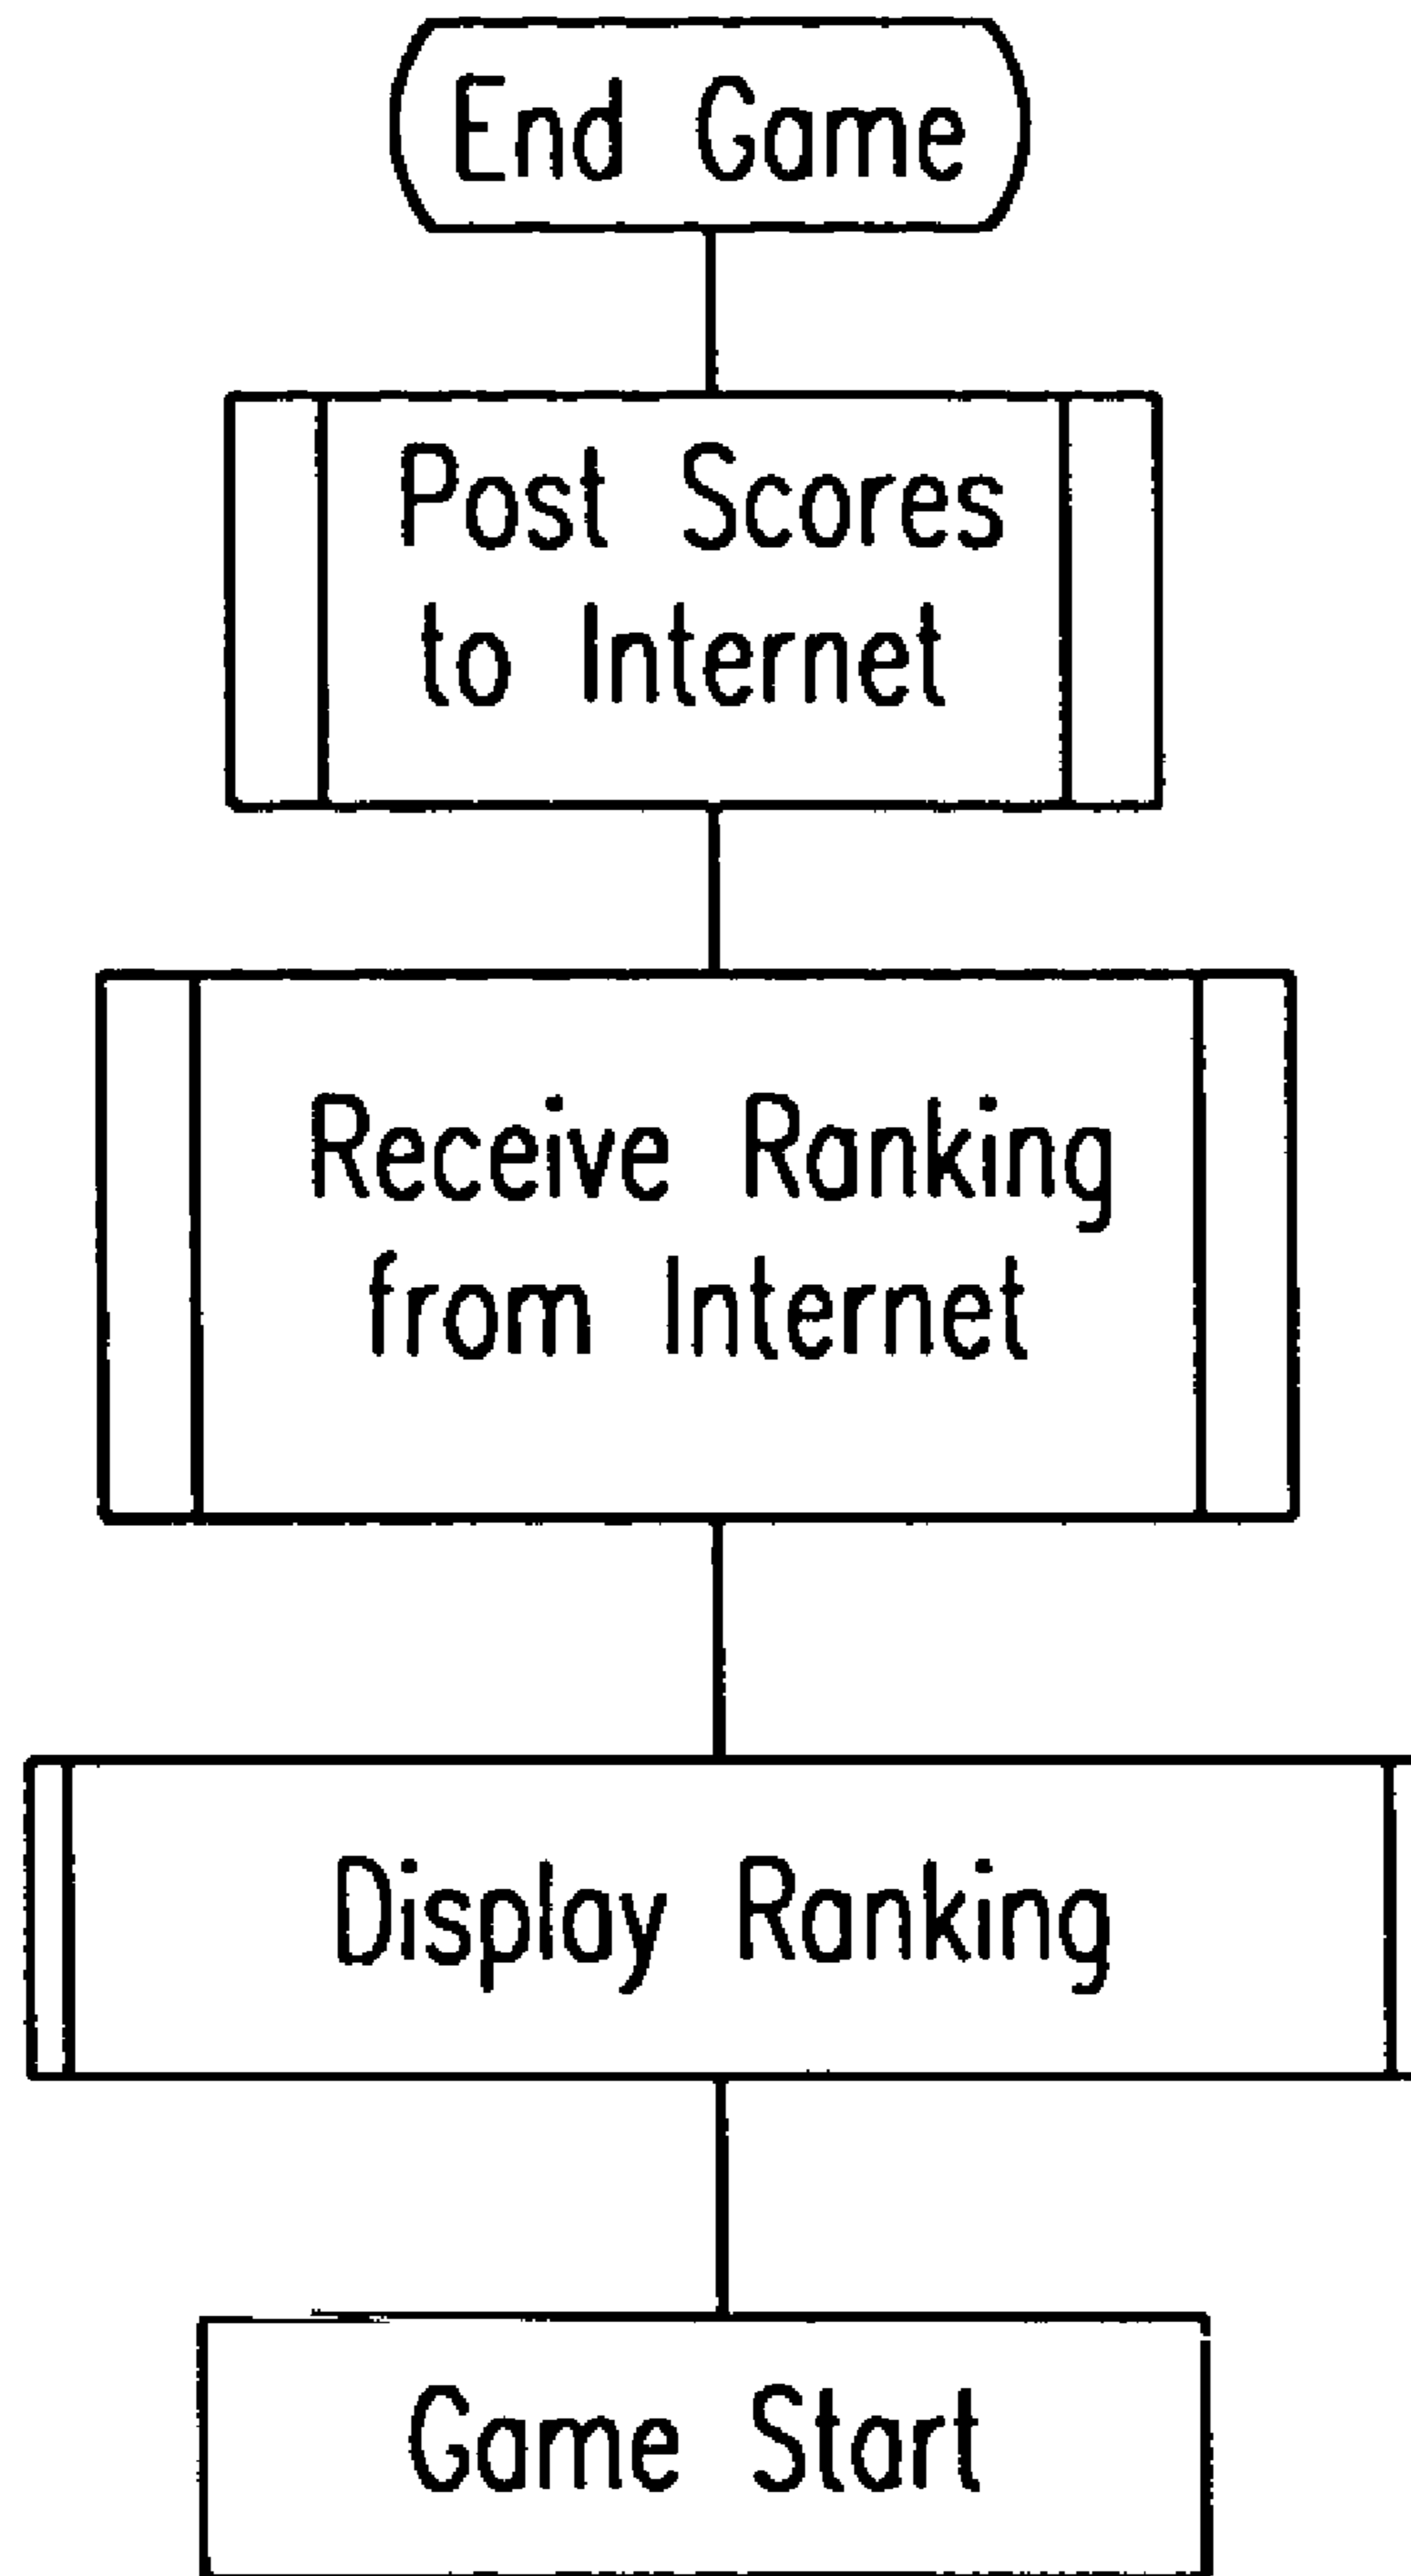 End Game
Post Scores
to Internet
Receive Ranking
from Internet
Display Ranking
Game Start